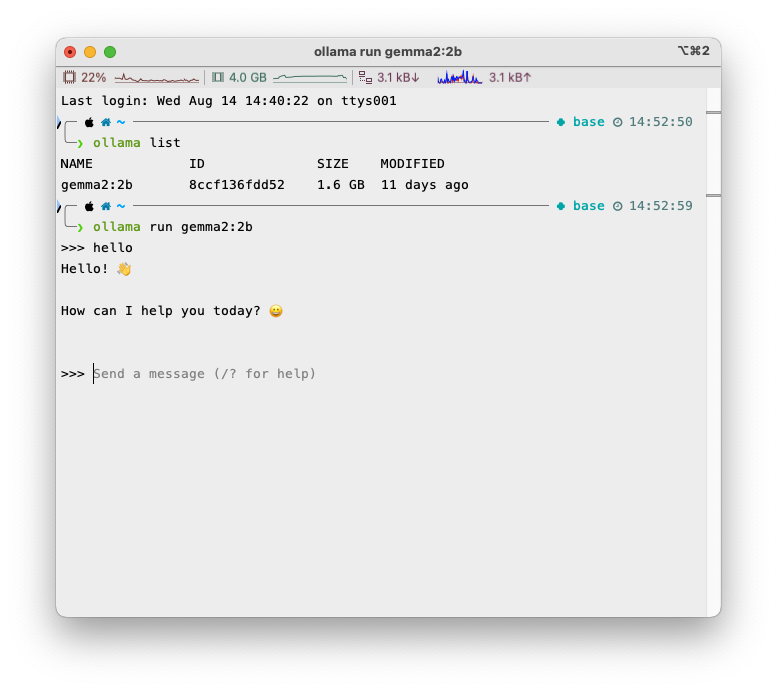 ollama run gemma2:2b ⌥⌘2
22% 4.0 GB 3.1 kB↓ 3.1 kB↑
Last login: Wed Aug 14 14:40:22 on ttys001
~ base 14:52:50
❯ ollama list
NAME ID SIZE MODIFIED
gemma2:2b 8ccf136fdd52 1.6 GB 11 days ago
~ base 14:52:59
❯ ollama run gemma2:2b
>>> hello
Hello! 👋
How can I help you today? 😀
>>> Send a message (/? for help)